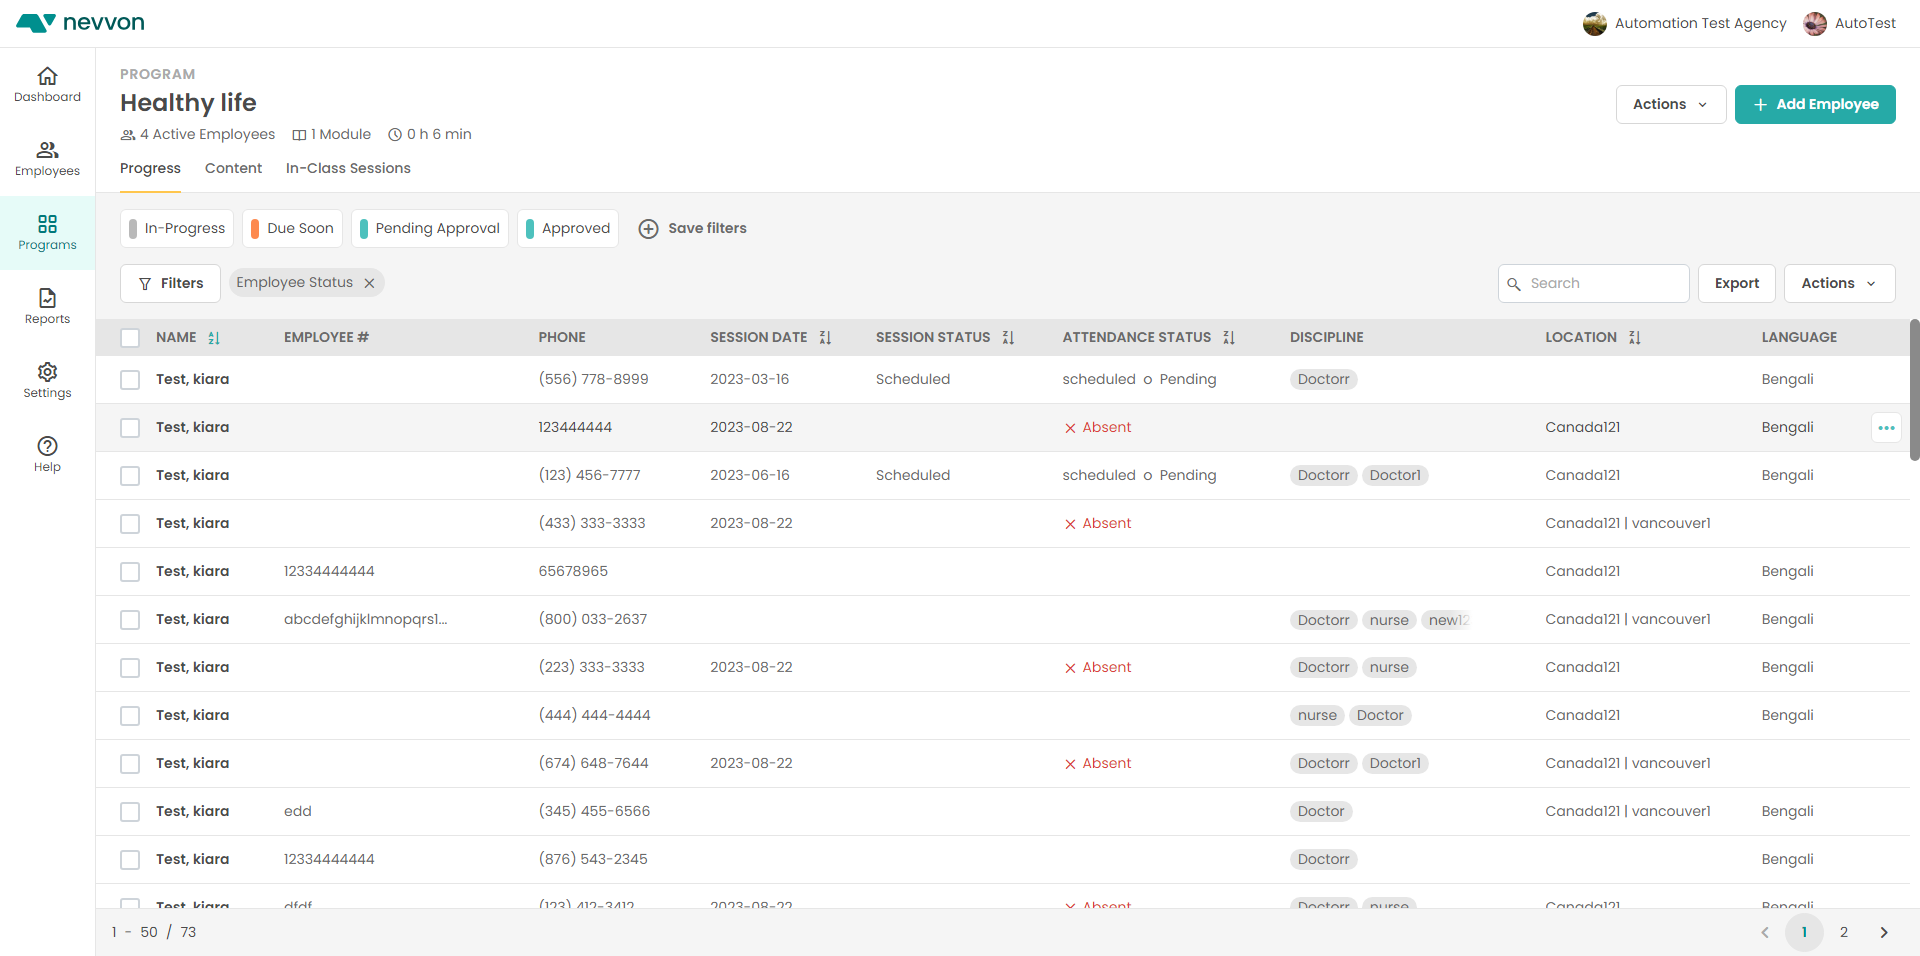 nevvon
Automation Test Agency AutoTest
Dashboard
Employees
Programs
Reports
Settings
Help
PROGRAM
Healthy life
4 Active Employees 1 Module 0 h 6 min
Actions + Add Employee
Progress Content In-Class Sessions
In-Progress Due Soon Pending Approval Approved Save filters
Filters Employee Status Search Export Actions
NAME EMPLOYEE # PHONE SESSION DATE SESSION STATUS ATTENDANCE STATUS DISCIPLINE LOCATION LANGUAGE
Test, kiara (556) 778-8999 2023-03-16 Scheduled scheduled o Pending Doctorr Bengali
Test, kiara 123444444 2023-08-22 Absent Canada121 Bengali
Test, kiara (123) 456-7777 2023-06-16 Scheduled scheduled o Pending Doctorr Doctor1 Canada121 Bengali
Test, kiara (433) 333-3333 2023-08-22 Absent Canada121 | vancouver1
Test, kiara 12334444444 65678965 Canada121 Bengali
Test, kiara abcdefghijklmnopqrs1... (800) 033-2637 Doctorr nurse new12 Canada121 | vancouver1 Bengali
Test, kiara (223) 333-3333 2023-08-22 Absent Doctorr nurse Canada121 Bengali
Test, kiara (444) 444-4444 nurse Doctor Canada121 Bengali
Test, kiara (674) 648-7644 2023-08-22 Absent Doctorr Doctor1 Canada121 | vancouver1
Test, kiara edd (345) 455-6566 Doctor Canada121 | vancouver1 Bengali
Test, kiara 12334444444 (876) 543-2345 Doctorr Bengali
Test, kiara dfdf (123) 412-3412 2023-08-22 Absent Doctorr nurse Canada121 Bengali
1 - 50 / 73 1 2